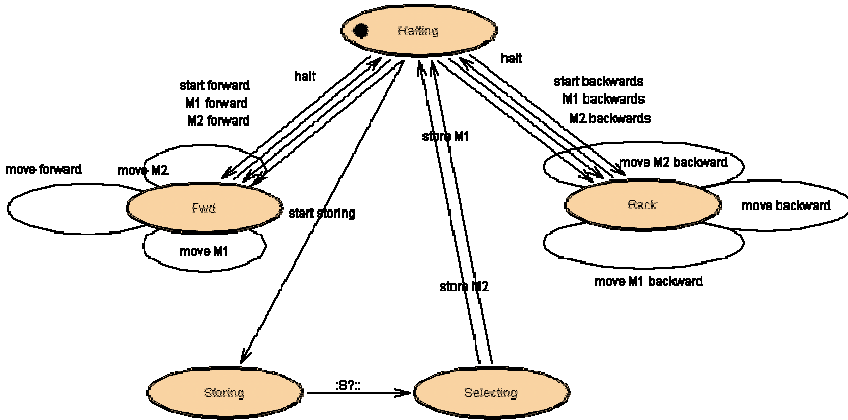 Halting
halt
halt
start forward
M1 forward
M2 forward
start backwards
M1 backwards
M2 backwards
store M1
move forward
move M2
move M2 backward
Fwd
start storing
Back
move backward
move M1
move M1 backward
store M2
:S?::
Storing
Selecting